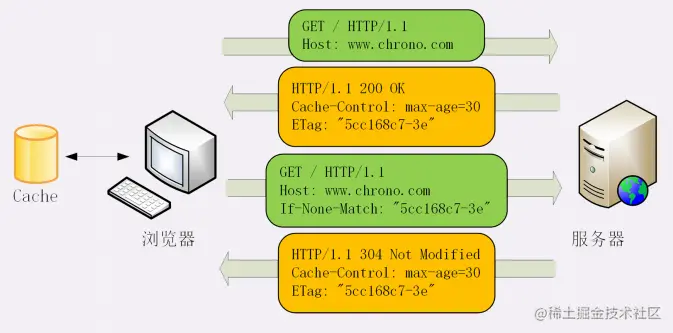 GET / HTTP/1.1
Host: www.chrono.com
HTTP/1.1 200 OK
Cache-Control: max-age=30
ETag: "5cc168c7-3e"
Cache
浏览器
GET / HTTP/1.1
Host: www.chrono.com
If-None-Match: "5cc168c7-3e"
服务器
HTTP/1.1 304 Not Modified
Cache-Control: max-age=30
ETag: "5cc168c7-3e"
@稀土掘金技术社区